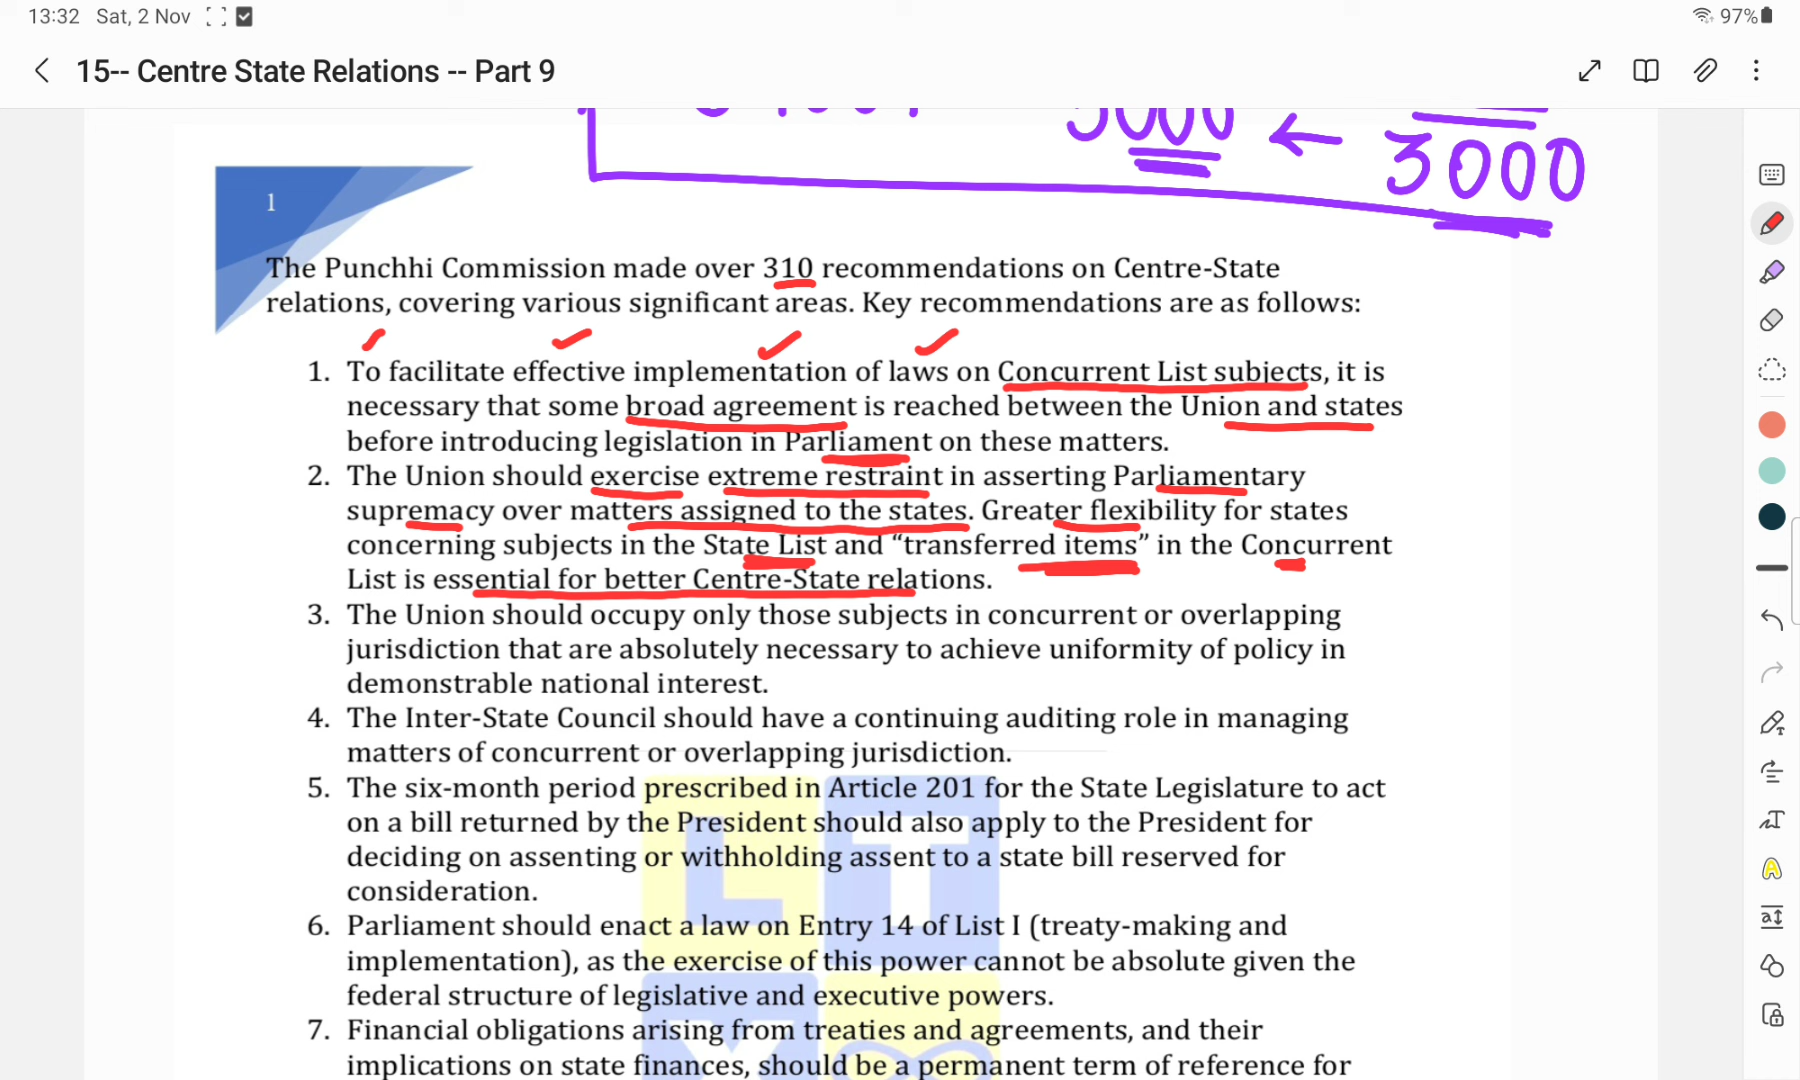 13:32 Sat, 2 Nov
97%
15-- Centre State Relations -- Part 9
3000
1
The Punchhi Commission made over 310 recommendations on Centre-State
relations, covering various significant areas. Key recommendations are as follows:
1. To facilitate effective implementation of laws on Concurrent List subjects, it is
necessary that some broad agreement is reached between the Union and states
before introducing legislation in Parliament on these matters.
2. The Union should exercise extreme restraint in asserting Parliamentary
supremacy over matters assigned to the states. Greater flexibility for states
concerning subjects in the State List and “transferred items” in the Concurrent
List is essential for better Centre-State relations.
3. The Union should occupy only those subjects in concurrent or overlapping
jurisdiction that are absolutely necessary to achieve uniformity of policy in
demonstrable national interest.
4. The Inter-State Council should have a continuing auditing role in managing
matters of concurrent or overlapping jurisdiction.
5. The six-month period prescribed in Article 201 for the State Legislature to act
on a bill returned by the President should also apply to the President for
deciding on assenting or withholding assent to a state bill reserved for
consideration.
6. Parliament should enact a law on Entry 14 of List I (treaty-making and
implementation), as the exercise of this power cannot be absolute given the
federal structure of legislative and executive powers.
7. Financial obligations arising from treaties and agreements, and their
implications on state finances, should be a permanent term of reference for